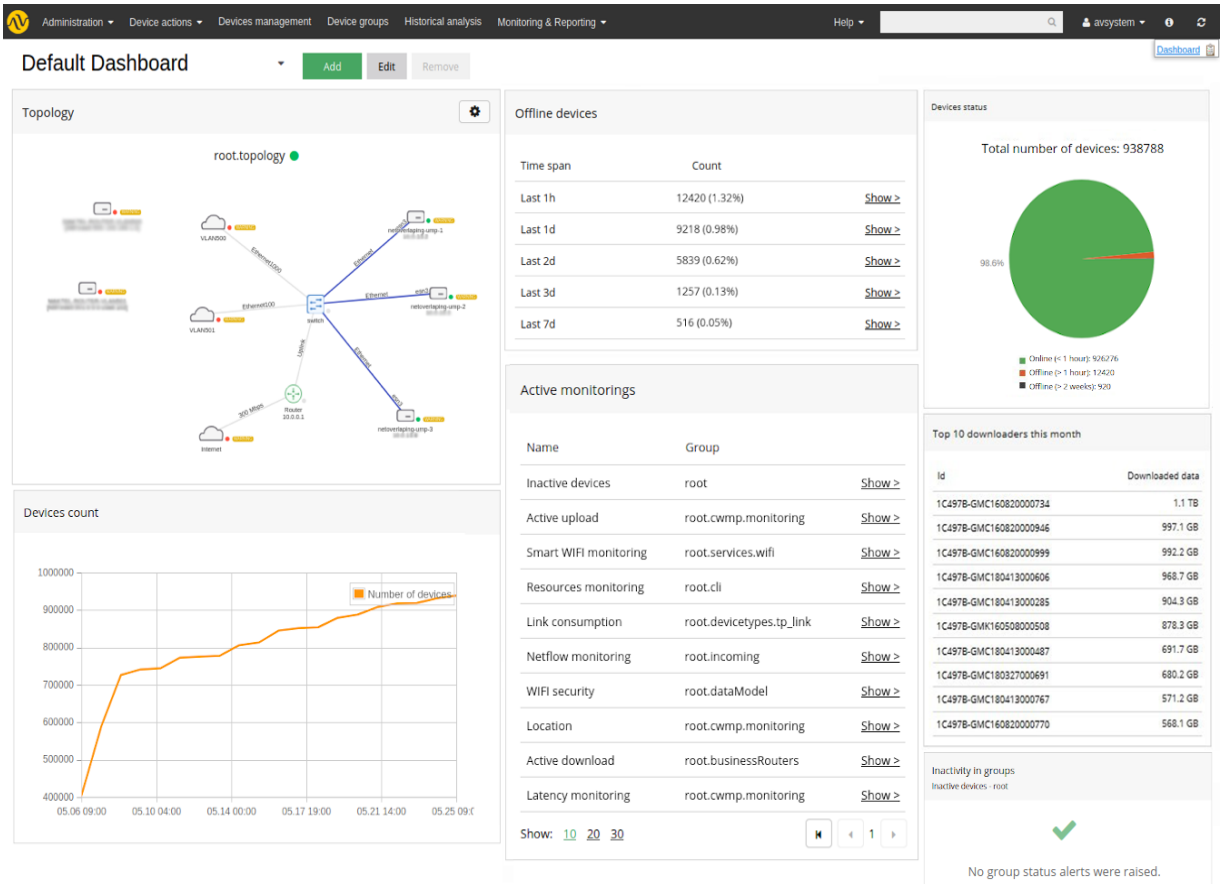 Administration Device actions Devices management Device groups Historical analysis Monitoring & Reporting Help avsystem
Dashboard
Default Dashboard Add Edit Remove
Topology
root.topology
VLAN500
Ethernet1000
netoverlaping-ump-1
Ethernet
esp3
VLAN501
Ethernet100
switch
Ethernet
esp3
netoverlaping-ump-2
Uplink
Ethernet
esp3
netoverlaping-ump-3
Router
10.0.0.1
300 Mbps
Internet
Devices count
Number of devices
1000000
900000
800000
700000
600000
500000
400000
05.06 09:00 05.10 04:00 05.14 00:00 05.17 19:00 05.21 14:00 05.25 09:0
Offline devices
Time span Count
Last 1h 12420 (1.32%) Show >
Last 1d 9218 (0.98%) Show >
Last 2d 5839 (0.62%) Show >
Last 3d 1257 (0.13%) Show >
Last 7d 516 (0.05%) Show >
Active monitorings
Name Group
Inactive devices root Show >
Active upload root.cwmp.monitoring Show >
Smart WIFI monitoring root.services.wifi Show >
Resources monitoring root.cli Show >
Link consumption root.devicetypes.tp_link Show >
Netflow monitoring root.incoming Show >
WIFI security root.dataModel Show >
Location root.cwmp.monitoring Show >
Active download root.businessRouters Show >
Latency monitoring root.cwmp.monitoring Show >
Show: 10 20 30 1
Devices status
Total number of devices: 938788
98.6%
Online (< 1 hour): 926276
Offline (> 1 hour): 12420
Offline (> 2 weeks): 920
Top 10 downloaders this month
Id Downloaded data
1C497B-GMC160820000734 1.1 TB
1C497B-GMC160820000946 997.1 GB
1C497B-GMC160820000999 992.2 GB
1C497B-GMC180413000606 968.7 GB
1C497B-GMC180413000285 904.3 GB
1C497B-GMK160508000508 878.3 GB
1C497B-GMC180413000487 691.7 GB
1C497B-GMC180327000691 680.2 GB
1C497B-GMC180413000767 571.2 GB
1C497B-GMC160820000770 568.1 GB
Inactivity in groups
Inactive devices - root
No group status alerts were raised.